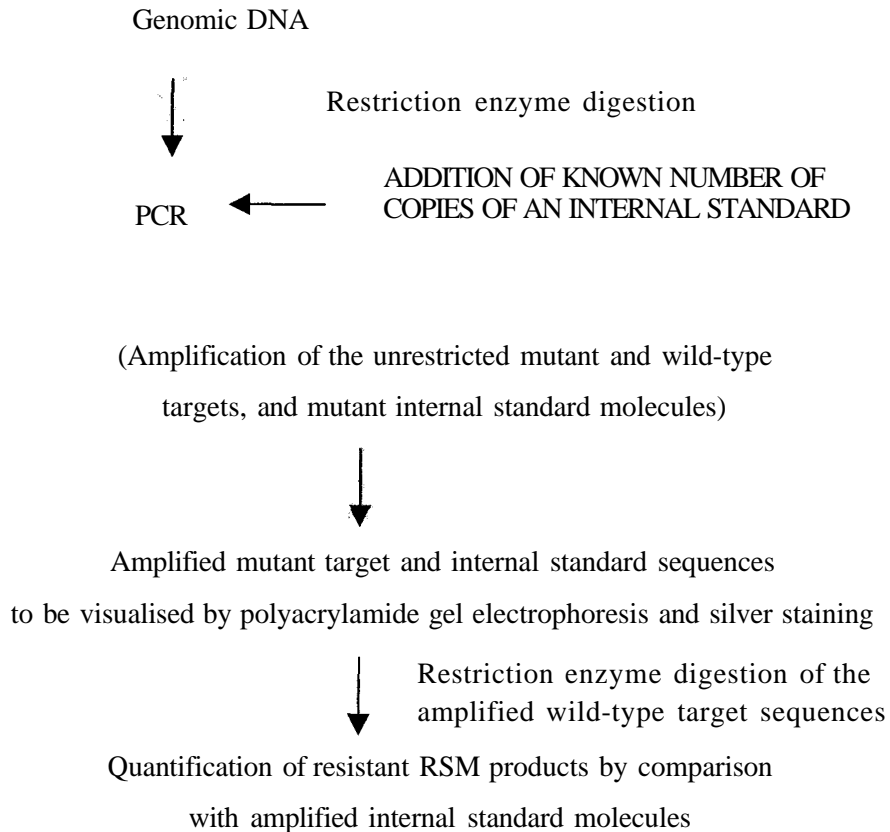 Genomic DNA
Restriction enzyme digestion
ADDITION OF KNOWN NUMBER OF
COPIES OF AN INTERNAL STANDARD
PCR
(Amplification of the unrestricted mutant and wild-type
targets, and mutant internal standard molecules)
Amplified mutant target and internal standard sequences
to be visualised by polyacrylamide gel electrophoresis and silver staining
Restriction enzyme digestion of the
amplified wild-type target sequences
Quantification of resistant RSM products by comparison
with amplified internal standard molecules